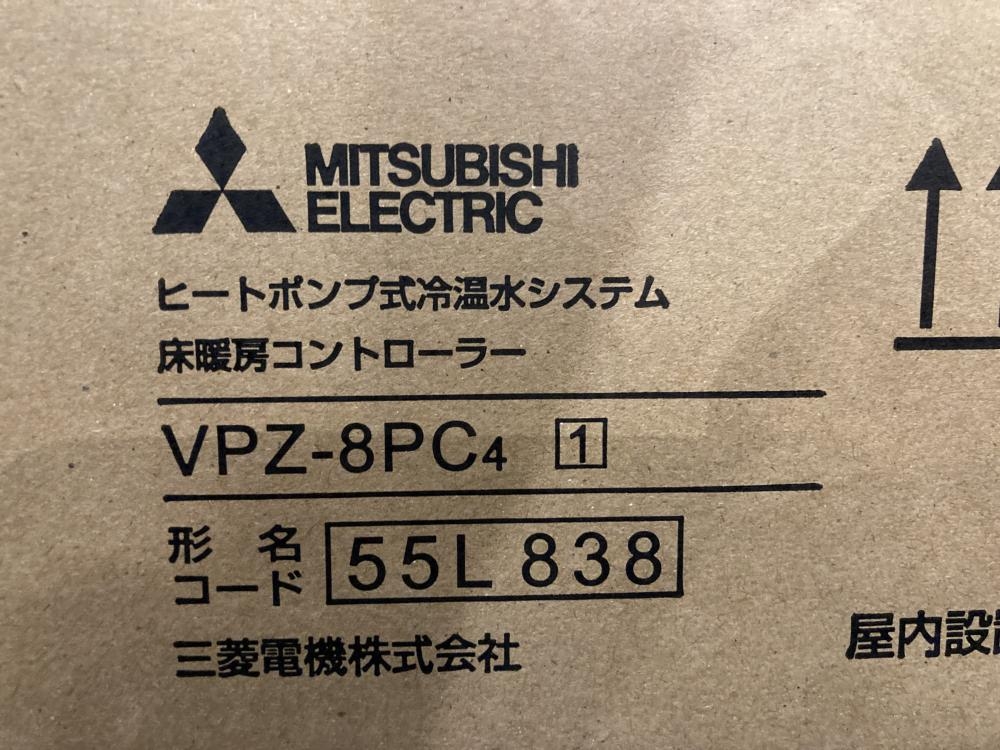 MITSUBISHI
ELECTRIC
ヒートポンプ式冷温水システム
床暖房コントローラー
VPZ-8PC4 1
形名
コード 55L 838
三菱電機株式会社
屋内設